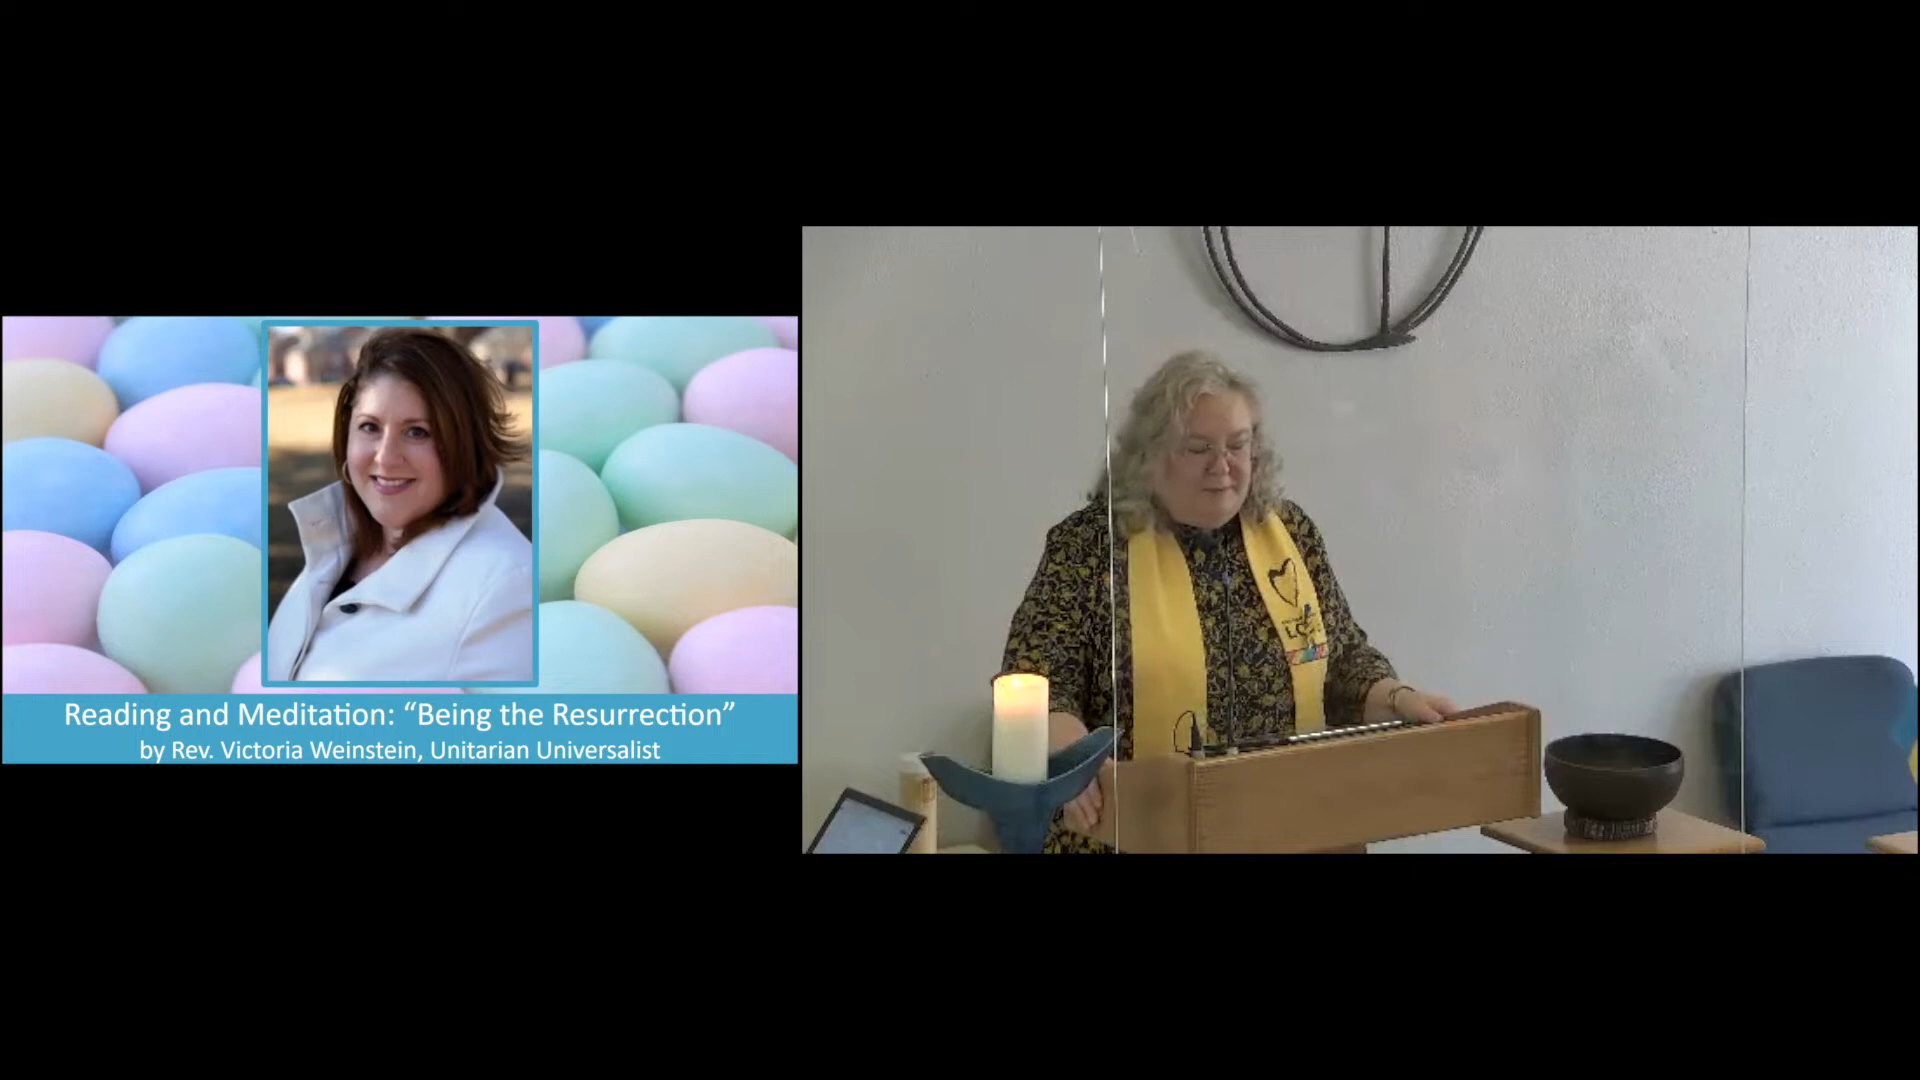 Reading and Meditation: “Being the Resurrection”
by Rev. Victoria Weinstein, Unitarian Universalist